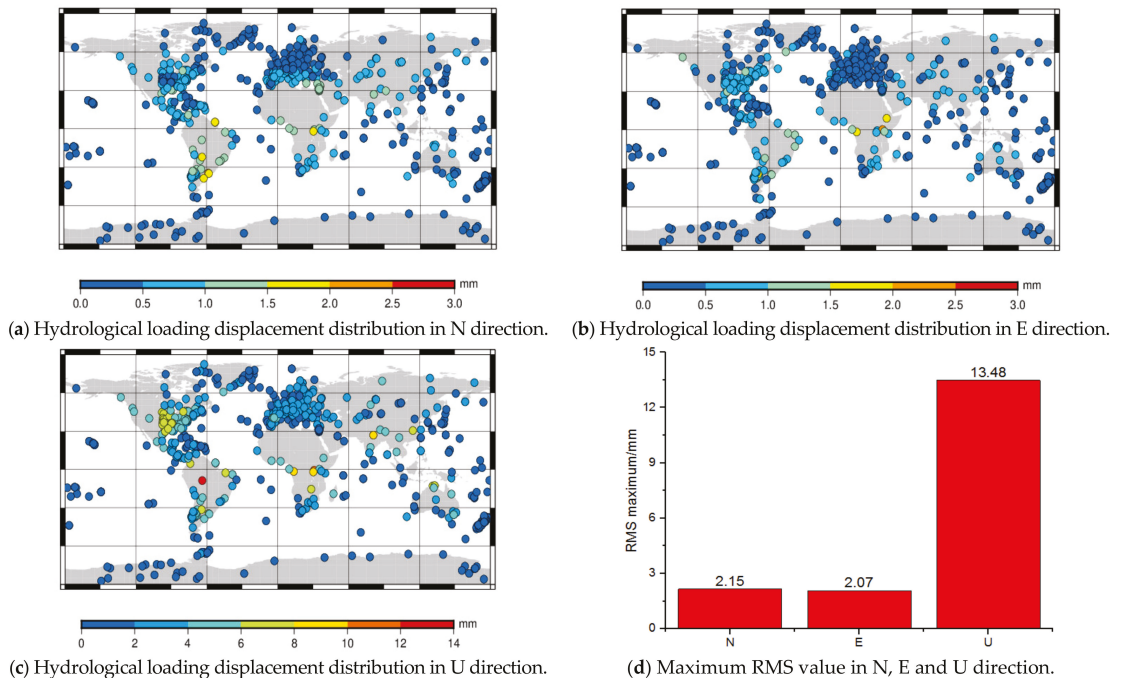 mm
0.0 0.5 1.0 1.5 2.0 2.5 3.0
(a) Hydrological loading displacement distribution in N direction.
mm
0.0 0.5 1.0 1.5 2.0 2.5 3.0
(b) Hydrological loading displacement distribution in E direction.
mm
0 2 4 6 8 10 12 14
(c) Hydrological loading displacement distribution in U direction.
RMS maximum/mm
15
12
9
6
3
0
2.15
2.07
13.48
N E U
(d) Maximum RMS value in N, E and U direction.